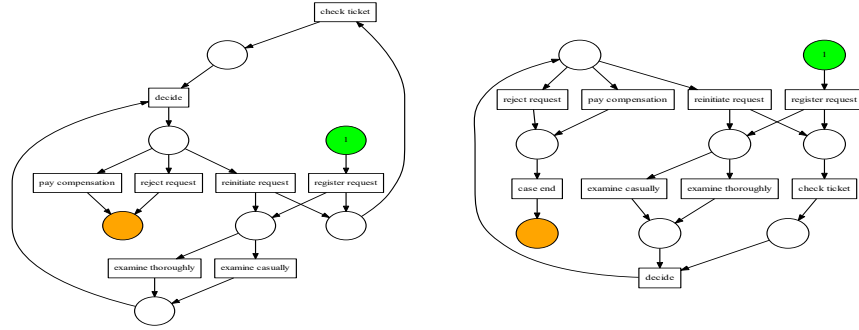 check ticket
decide
1
pay compensation
reject request
reinitiate request
register request
examine thoroughly
examine casually
1
reject request
pay compensation
reinitiate request
register request
case end
examine casually
examine thoroughly
check ticket
decide